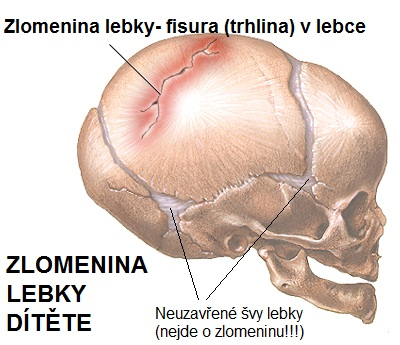 Zlomenina lebky- fisura (trhlina) v lebce
ZLOMENINA
LEBKY
DÍTĚTE
Neuzavřené švy lebky
(nejde o zlomeninu!!!)